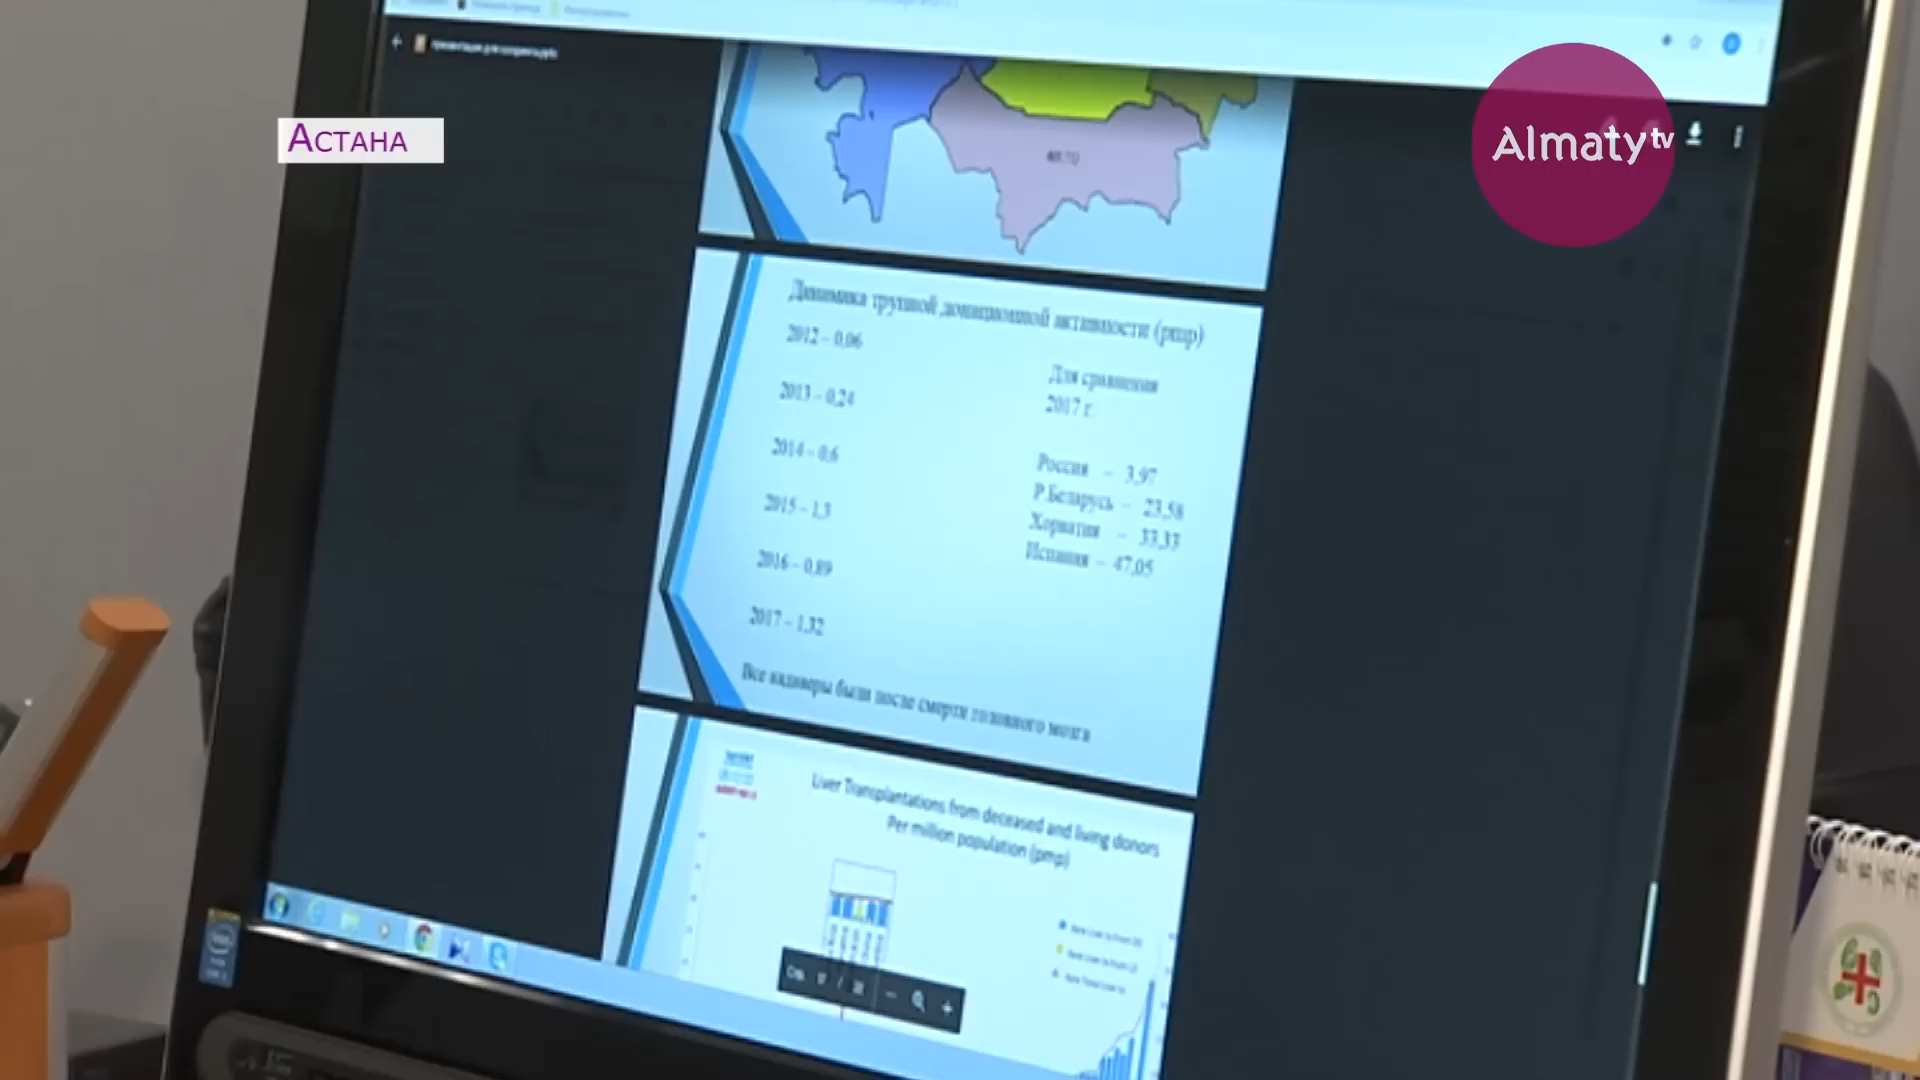 Астана
Almaty tv
Динамика трупной донационной активности (pmp)
2012 – 0,06
2013 – 0,24
2014 – 0,6
2015 – 1,3
2016 – 0,89
2017 – 1,32
Для сравнения
2017 г.
Россия – 3,97
Р.Беларусь – 23,58
Хорватия – 33,33
Испания – 47,05
Все кадаверы были после смерти головного мозга
Liver Transplantations from deceased and living donors
Per million population (pmp)